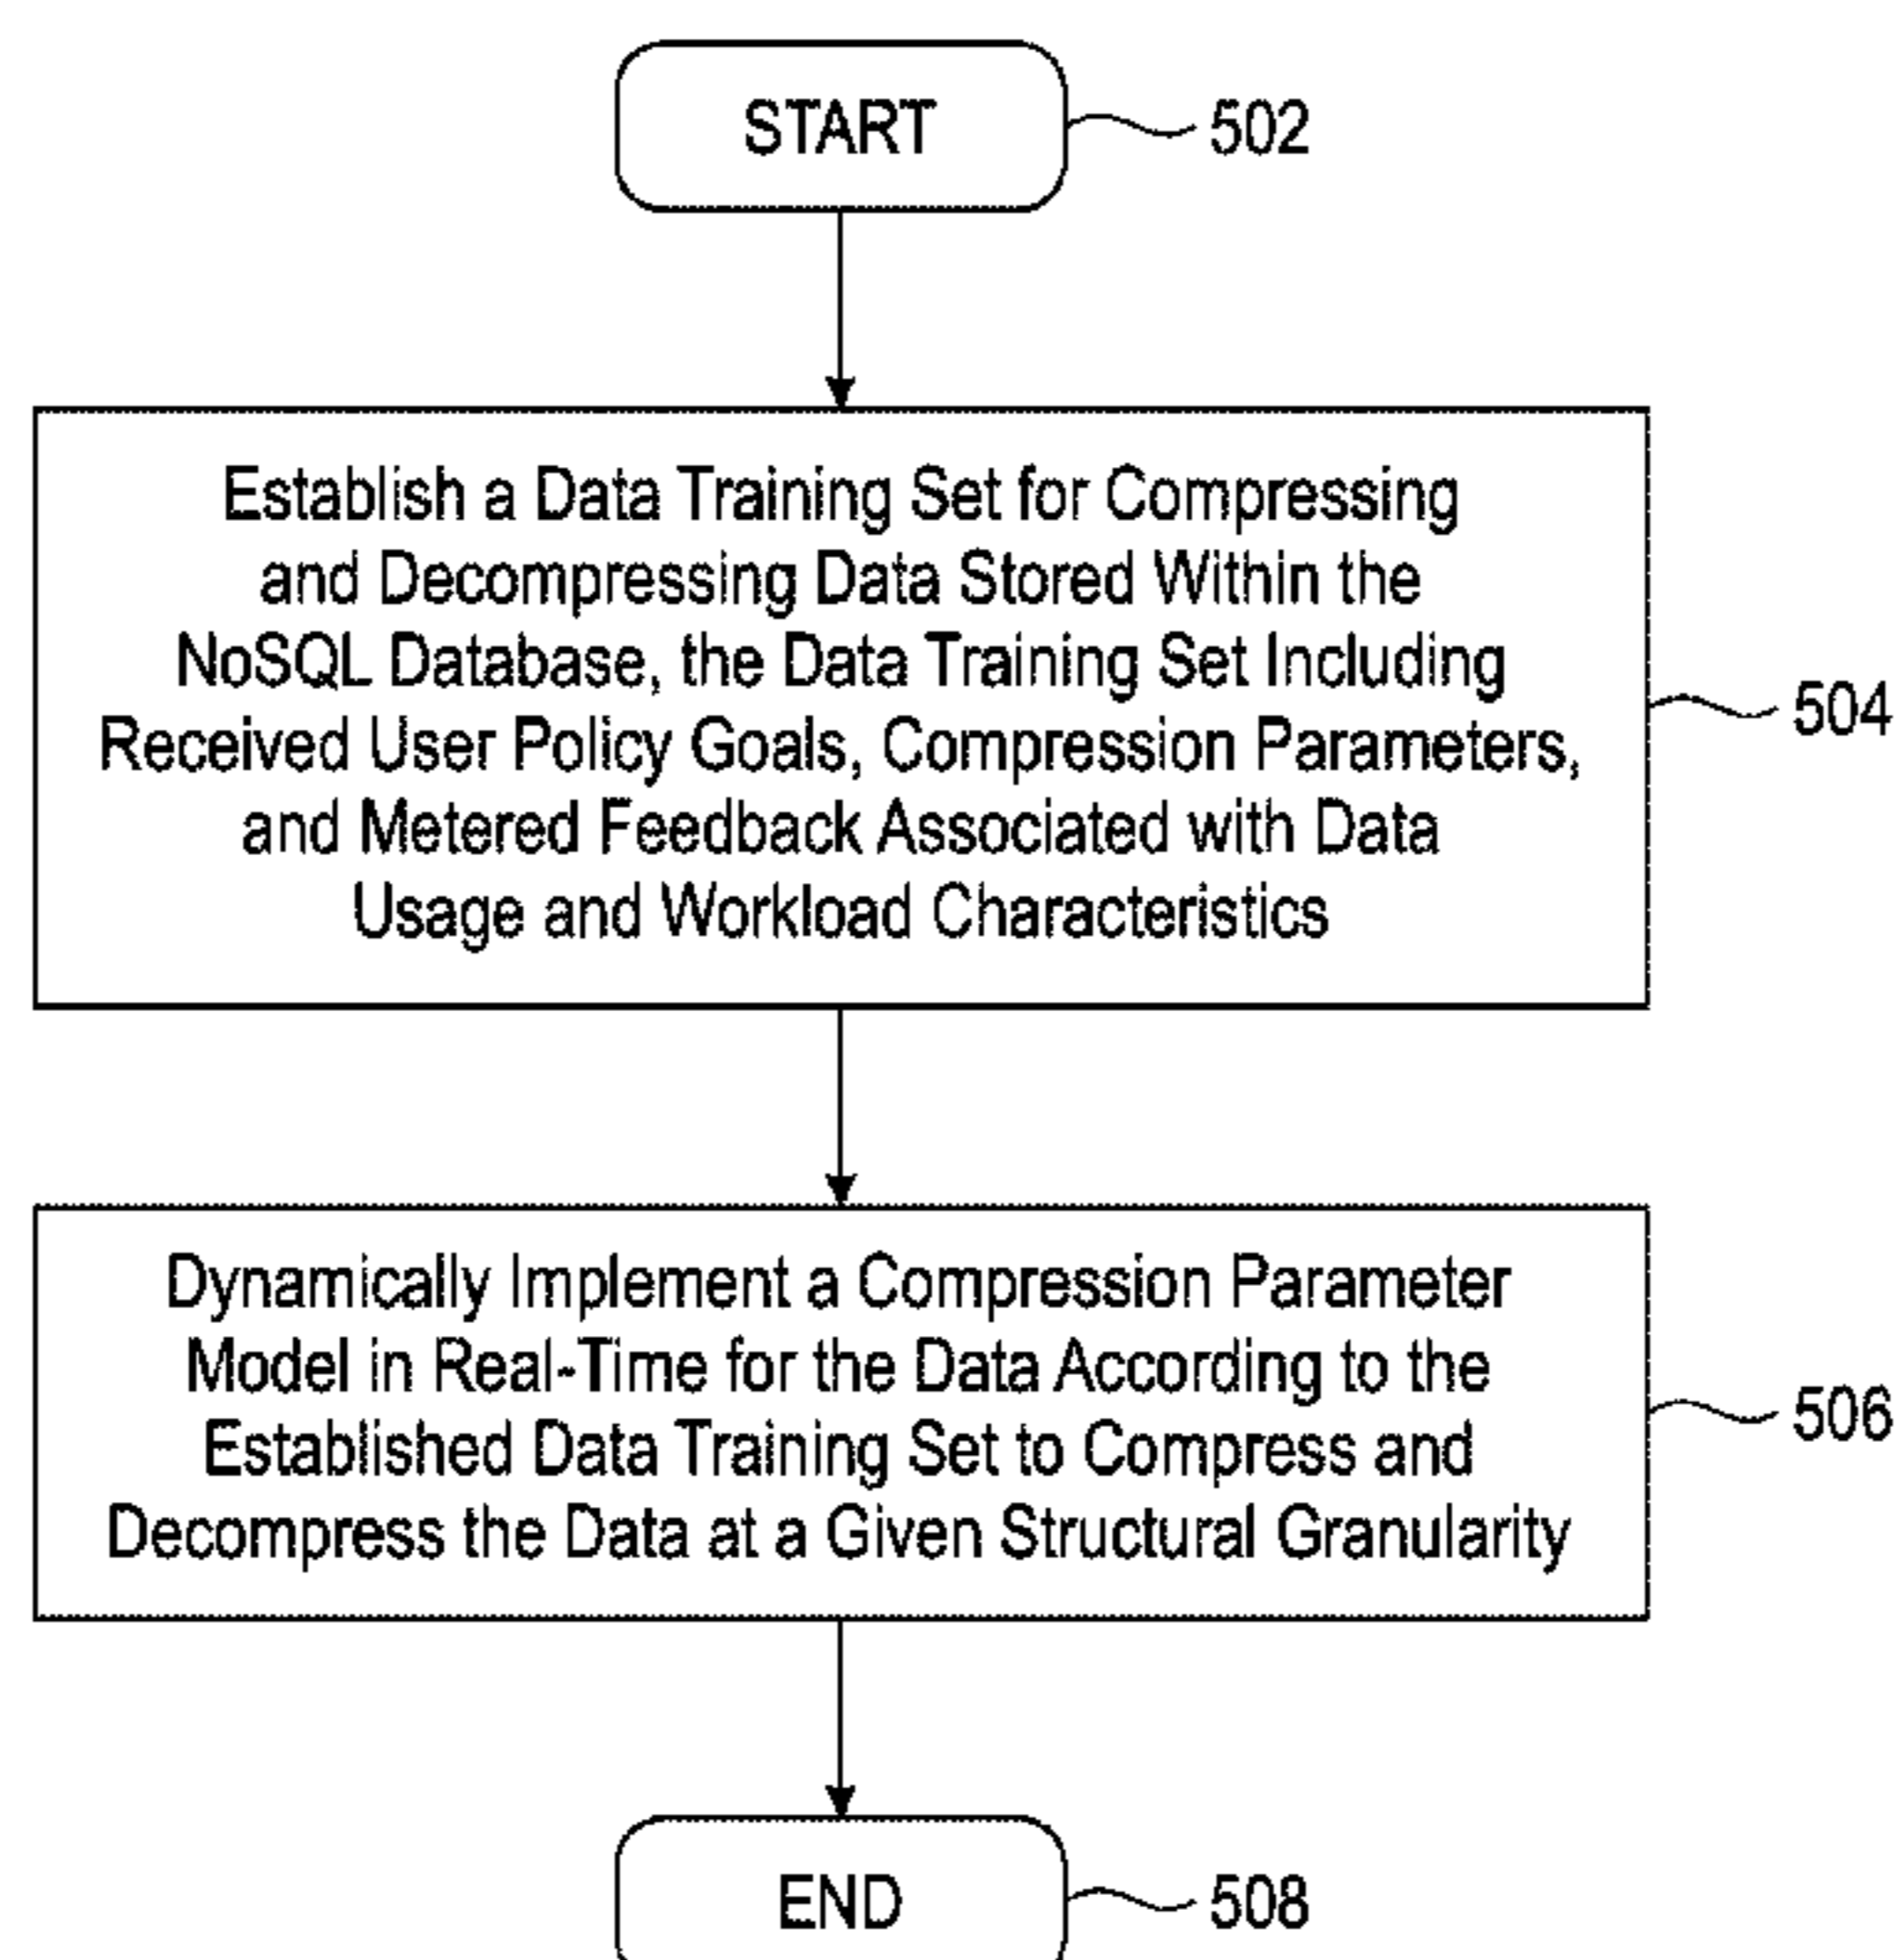 START
502
Establish a Data Training Set for Compressing
and Decompressing Data Stored Within the
NoSQL Database, the Data Training Set Including
Received User Policy Goals, Compression Parameters,
and Metered Feedback Associated with Data
Usage and Workload Characteristics
504
Dynamically Implement a Compression Parameter
Model in Real-Time for the Data According to the
Established Data Training Set to Compress and
Decompress the Data at a Given Structural Granularity
506
END
508